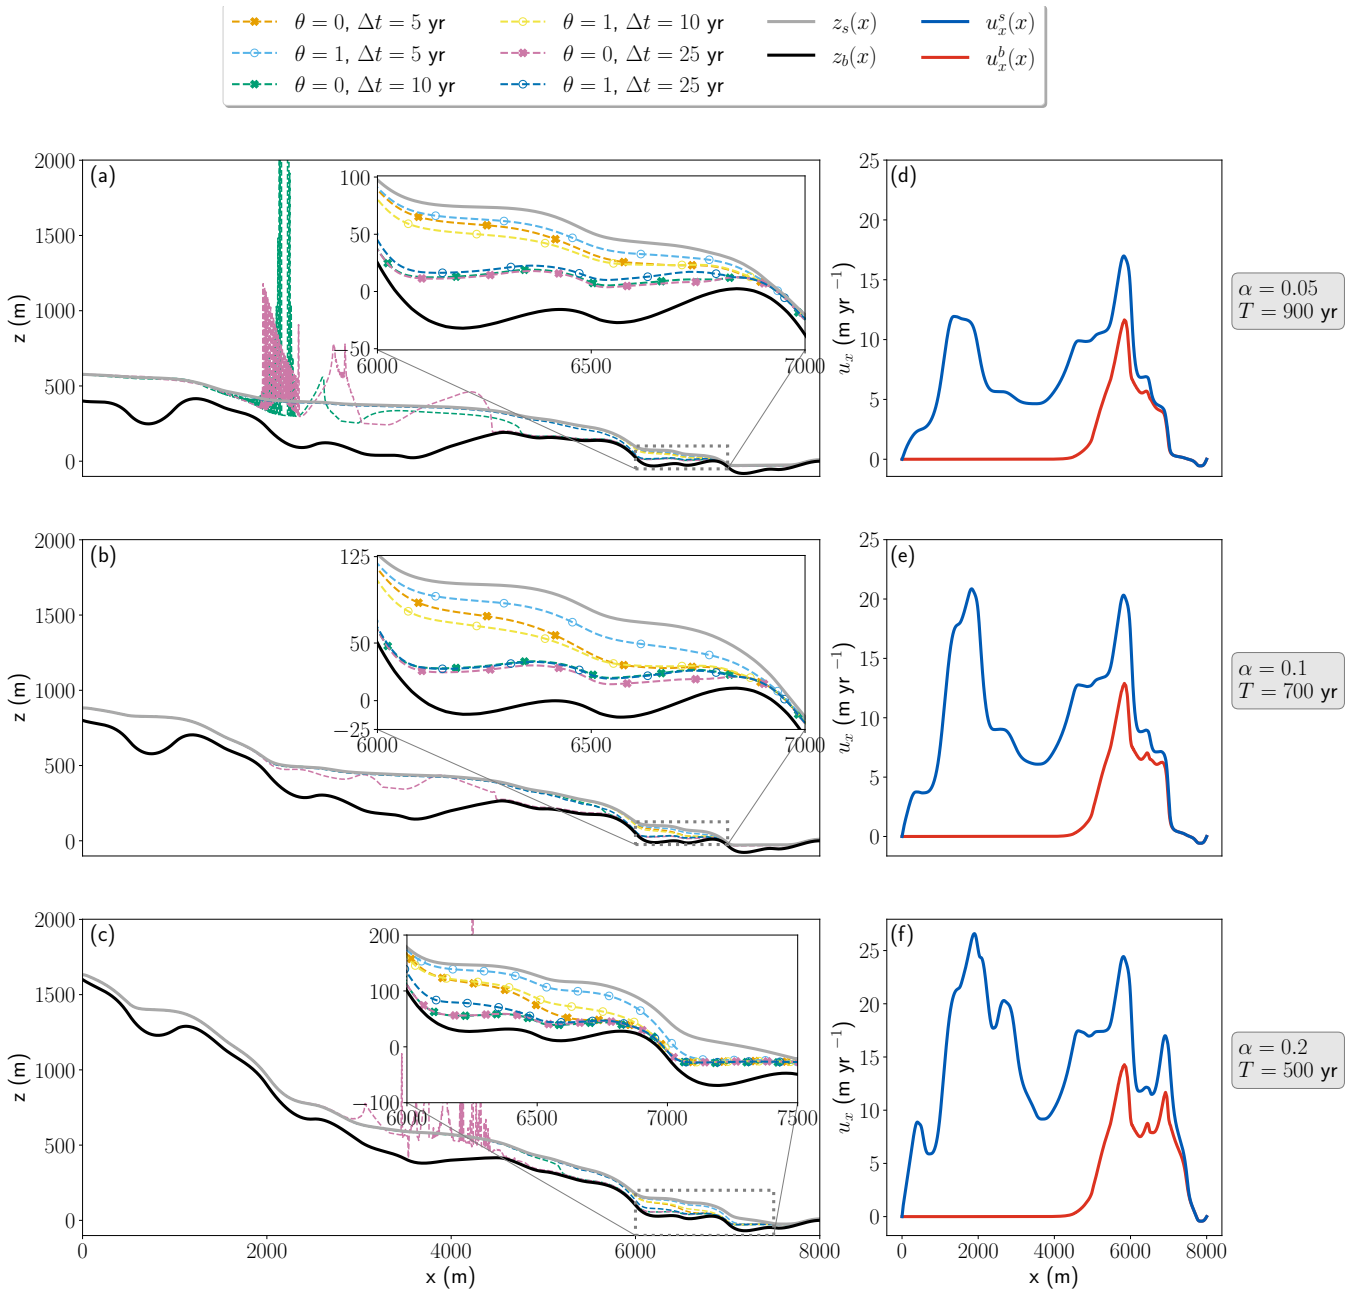 θ = 0, Δt = 5 yr
θ = 1, Δt = 5 yr
θ = 0, Δt = 10 yr
θ = 1, Δt = 10 yr
θ = 0, Δt = 25 yr
θ = 1, Δt = 25 yr
z_s(x)
z_b(x)
u_x^s(x)
u_x^b(x)
(a)
z (m)
2000
1500
1000
500
0
100
50
0
−50
6000 6500 7000
(d)
u_x (m yr ⁻¹)
25
20
15
10
5
0
α = 0.05
T = 900 yr
(b)
z (m)
2000
1500
1000
500
0
125
50
0
−25
6000 6500 7000
(e)
u_x (m yr ⁻¹)
25
20
15
10
5
0
α = 0.1
T = 700 yr
(c)
z (m)
2000
1500
1000
500
0
200
100
0
−100
6000 6500 7000 7500
0 2000 4000 6000 8000
x (m)
(f)
u_x (m yr ⁻¹)
25
20
15
10
5
0
0 2000 4000 6000 8000
x (m)
α = 0.2
T = 500 yr